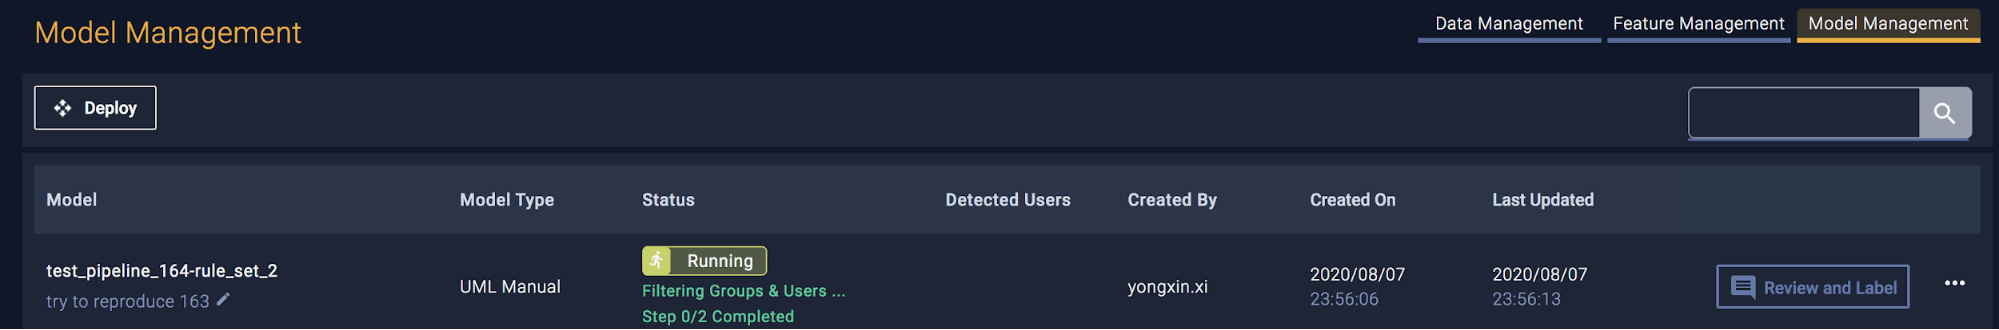 Model Management
Data Management
Feature Management
Model Management
Deploy
Model
Model Type
Status
Detected Users
Created By
Created On
Last Updated
test_pipeline_164-rule_set_2
try to reproduce 163
UML Manual
Running
Filtering Groups & Users ...
Step 0/2 Completed
yongxin.xi
2020/08/07
23:56:06
2020/08/07
23:56:13
Review and Label